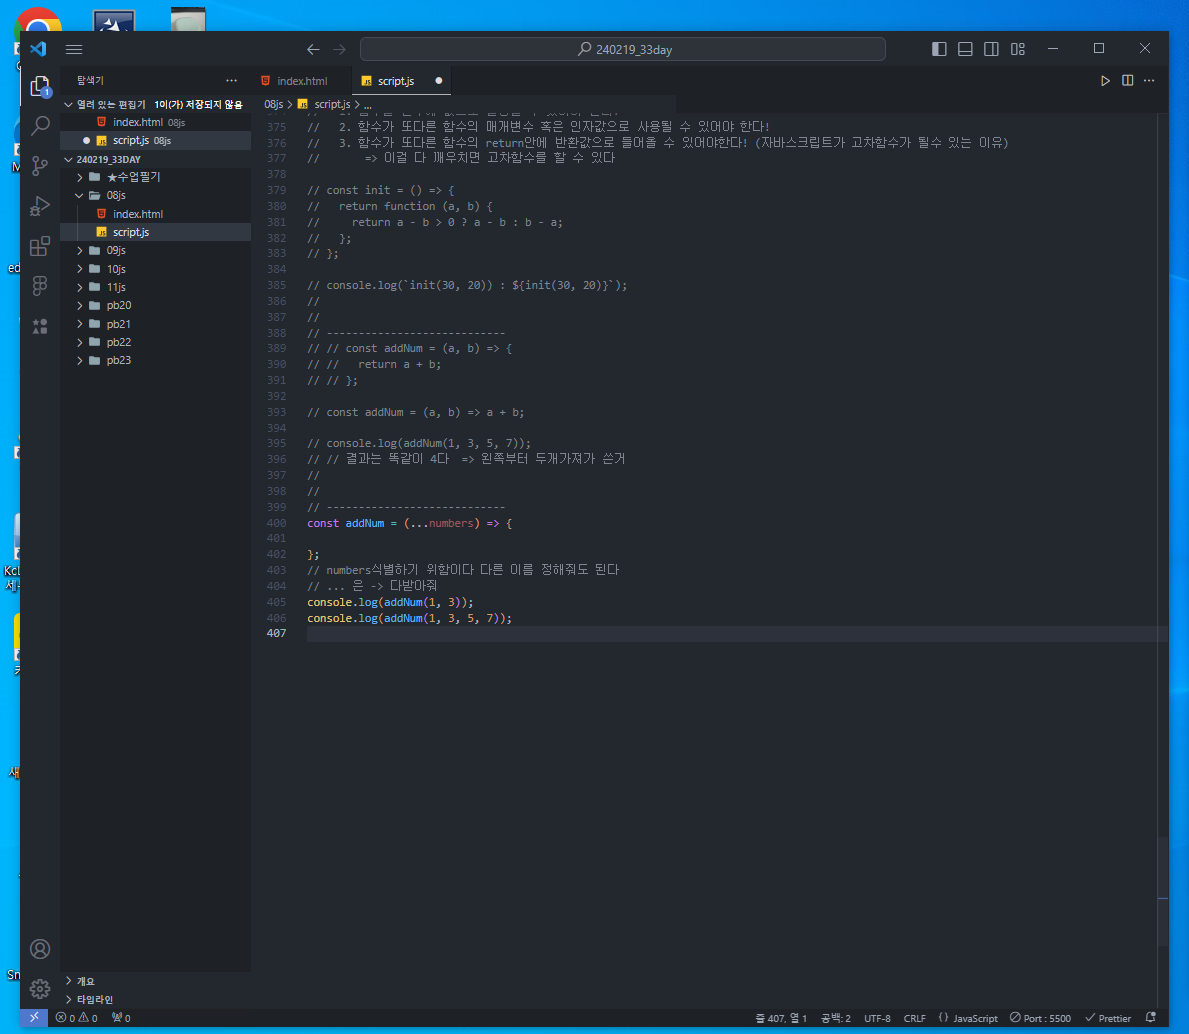 240219_33day
탐색기
index.html
script.js
열려 있는 편집기 1이(가) 저장되지 않음
index.html 08js
script.js 08js
240219_33DAY
★수업필기
08js
index.html
script.js
09js
10js
11js
pb20
pb21
pb22
pb23
개요
타임라인
08js > script.js > ...
375 // 2. 함수가 또다른 함수의 매개변수 혹은 인자값으로 사용될 수 있어야 한다!
376 // 3. 함수가 또다른 함수의 return안에 반환값으로 들어올 수 있어야한다! (자바스크립트가 고차함수가 될수 있는 이유)
377 // => 이걸 다 깨우치면 고차함수를 할 수 있다
378
379 // const init = () => {
380 // return function (a, b) {
381 // return a - b > 0 ? a - b : b - a;
382 // };
383 // };
384
385 // console.log(`init(30, 20)) : ${init(30, 20)}`);
386 //
387 //
388 // ----------------------------
389 // // const addNum = (a, b) => {
390 // // return a + b;
391 // // };
392
393 // const addNum = (a, b) => a + b;
394
395 // console.log(addNum(1, 3, 5, 7));
396 // // 결과는 똑같이 4다 => 왼쪽부터 두개가져가 쓴거
397 //
398 //
399 // ----------------------------
400 const addNum = (...numbers) => {
401
402 };
403 // numbers식별하기 위함이다 다른 이름 정해줘도 된다
404 // ... 은 -> 다받아줘
405 console.log(addNum(1, 3));
406 console.log(addNum(1, 3, 5, 7));
407
0 0 0
줄 407, 열 1 공백: 2 UTF-8 CRLF {} JavaScript Port : 5500 Prettier